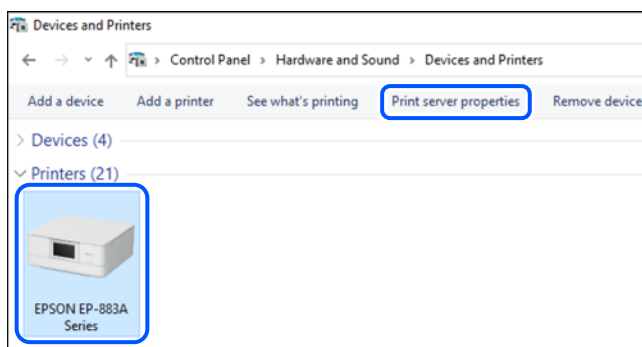 Devices and Printers
Control Panel > Hardware and Sound > Devices and Printers
Add a device Add a printer See what's printing Print server properties Remove device
Devices (4)
Printers (21)
EPSON EP-883A
Series